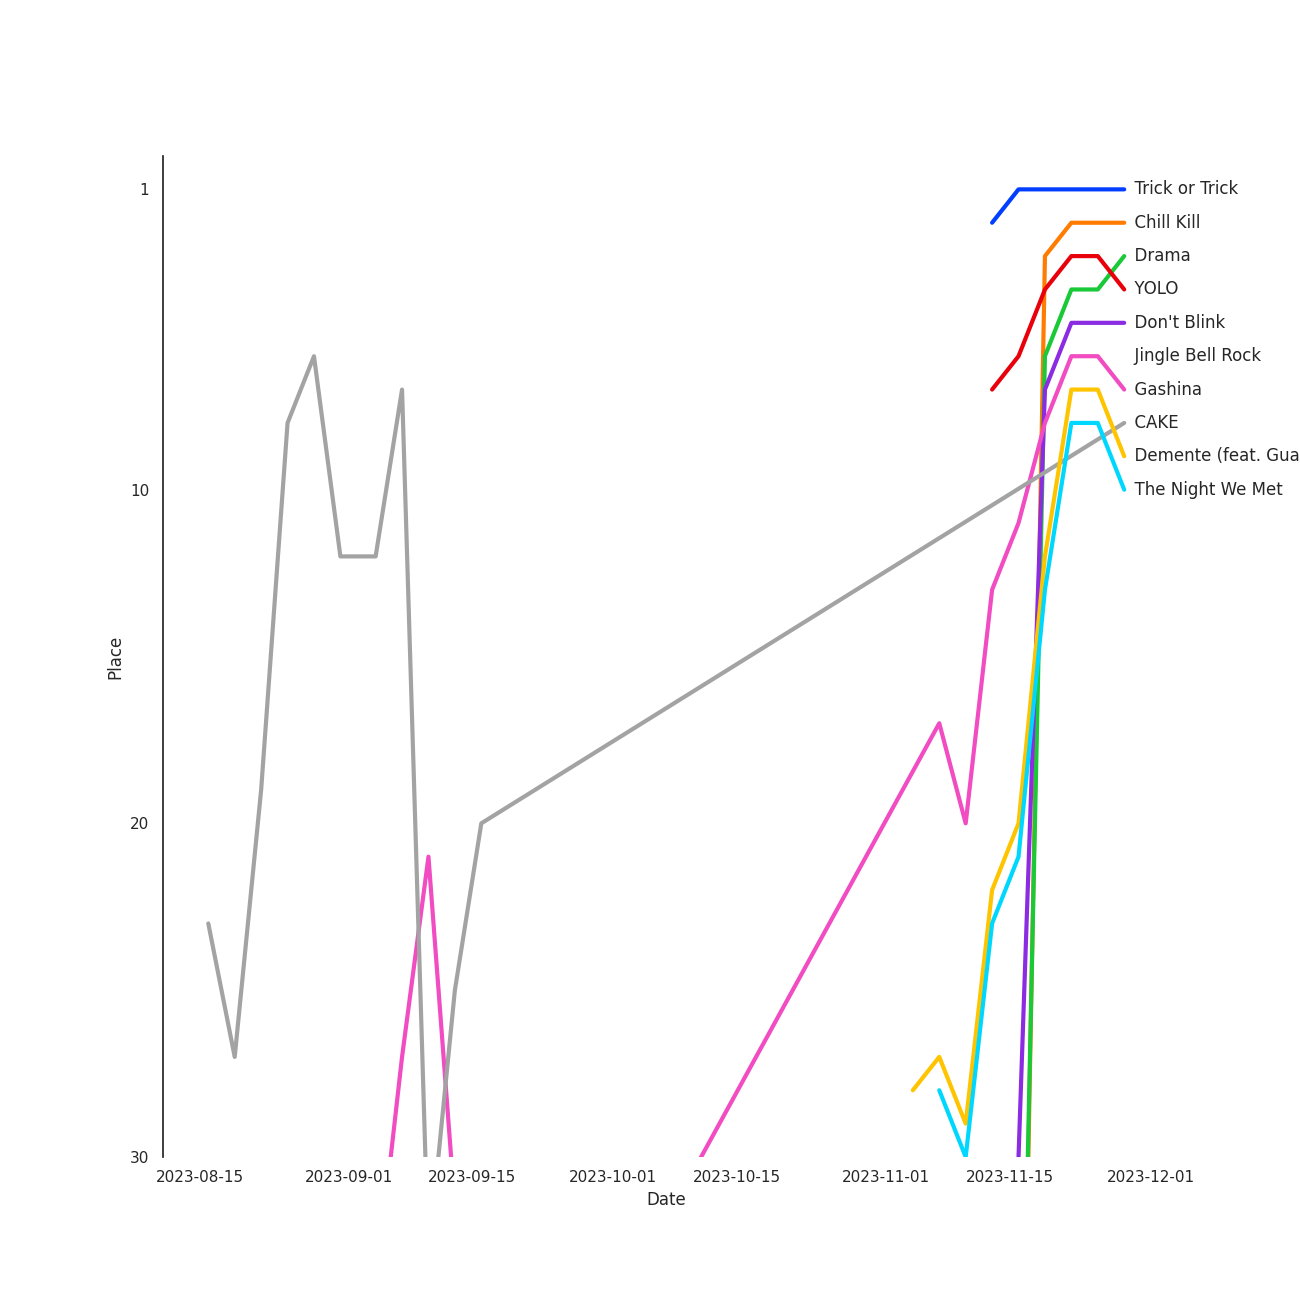 1
10
20
30
Place
Trick or Trick
Chill Kill
Drama
YOLO
Don't Blink
Jingle Bell Rock
Gashina
CAKE
Demente (feat. Gua
The Night We Met
2023-08-15
2023-09-01
2023-09-15
2023-10-01
2023-10-15
2023-11-01
2023-11-15
2023-12-01
Date